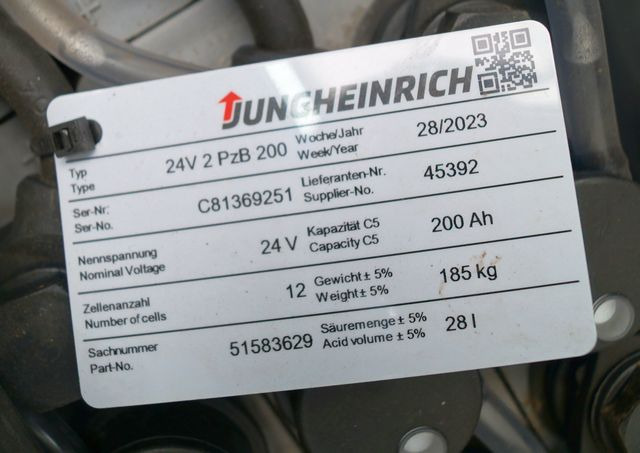 JUNGHEINRICH
Typ
Type
24V 2 PzB 200
Woche/Jahr
Week/Year
28/2023
Ser-Nr.
Ser-No.
C81369251
Lieferanten-Nr.
Supplier-No.
45392
Nennspannung
Nominal Voltage
24 V
Kapazität C5
Capacity C5
200 Ah
Zellenanzahl
Number of cells
12
Gewicht ± 5%
Weight ± 5%
185 kg
Sachnummer
Part-No.
51583629
Säuremenge ± 5%
Acid volume ± 5%
28 l